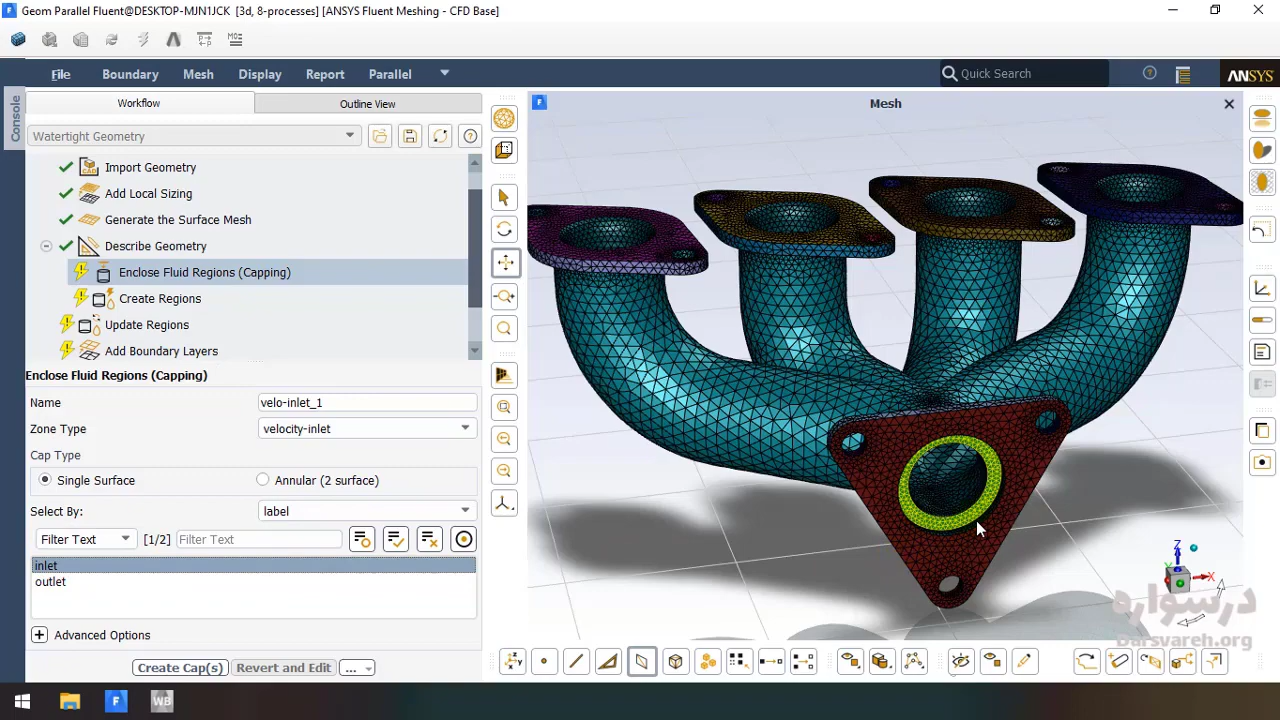 Geom Parallel Fluent@DESKTOP-MJN1JCK [3d, 8-processes] [ANSYS Fluent Meshing - CFD Base]
File Boundary Mesh Display Report Parallel
Quick Search
ANSYS
Console
Workflow
Outline View
Watertight Geometry
Import Geometry
Add Local Sizing
Generate the Surface Mesh
Describe Geometry
Enclose Fluid Regions (Capping)
Create Regions
Update Regions
Add Boundary Layers
Enclose Fluid Regions (Capping)
Name velo-inlet_1
Zone Type velocity-inlet
Cap Type
Single Surface Annular (2 surface)
Select By: label
Filter Text [1/2] Filter Text
inlet
outlet
Advanced Options
Create Cap(s) Revert and Edit ...
Mesh
Z
Y
X
درسواره
Darsvareh.org
F WB